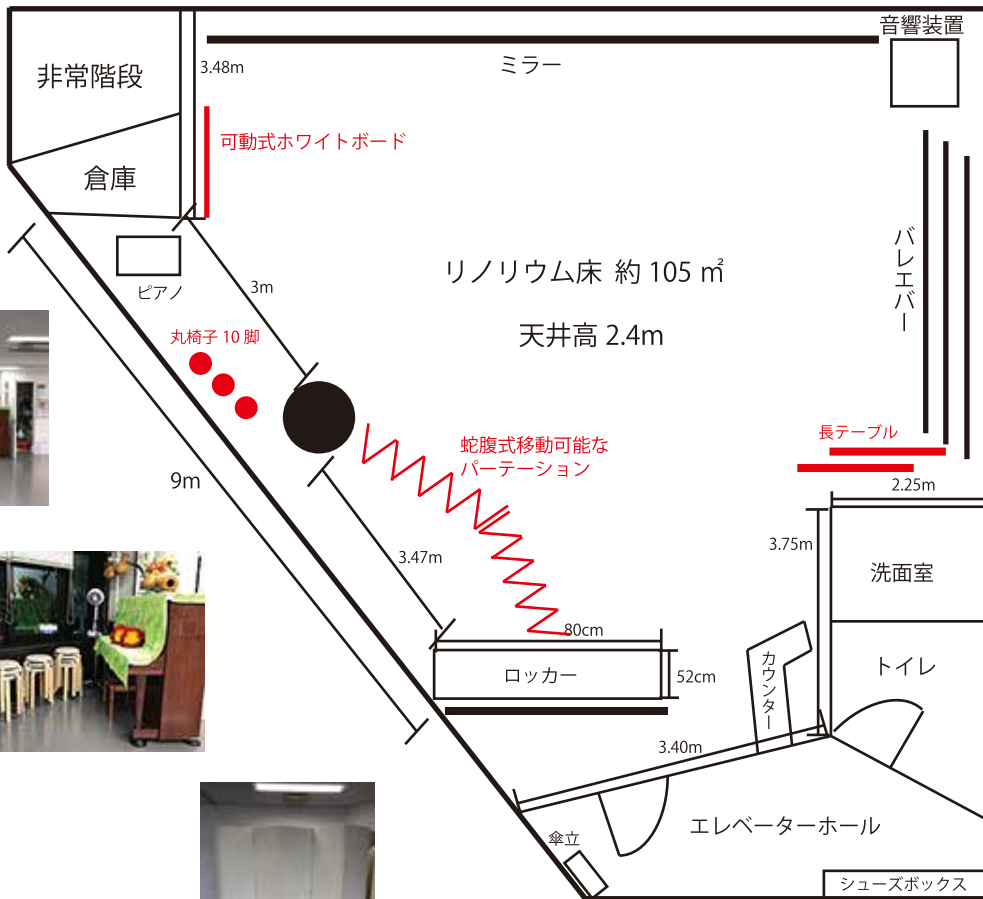 音響装置
ミラー
非常階段
3.48m
可動式ホワイトボード
倉庫
バレエバー
リノリウム床 約 105 ㎡
3m
ピアノ
天井高 2.4m
丸椅子 10 脚
長テーブル
蛇腹式移動可能な
パーテーション
9m
2.25m
3.47m
3.75m
洗面室
80cm
ロッカー
52cm
カウンター
トイレ
3.40m
エレベーターホール
傘立
シューズボックス